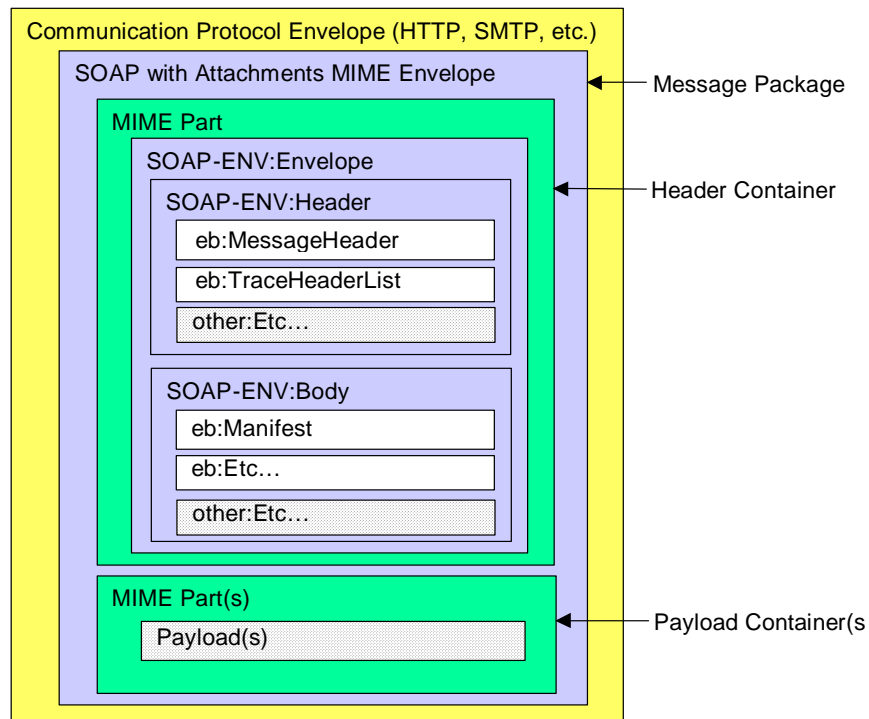 Communication Protocol Envelope (HTTP, SMTP, etc.)
SOAP with Attachments MIME Envelope
Message Package
MIME Part
SOAP-ENV:Envelope
Header Container
SOAP-ENV:Header
eb:MessageHeader
eb:TraceHeaderList
other:Etc…
SOAP-ENV:Body
eb:Manifest
eb:Etc…
other:Etc…
MIME Part(s)
Payload Container(s
Payload(s)